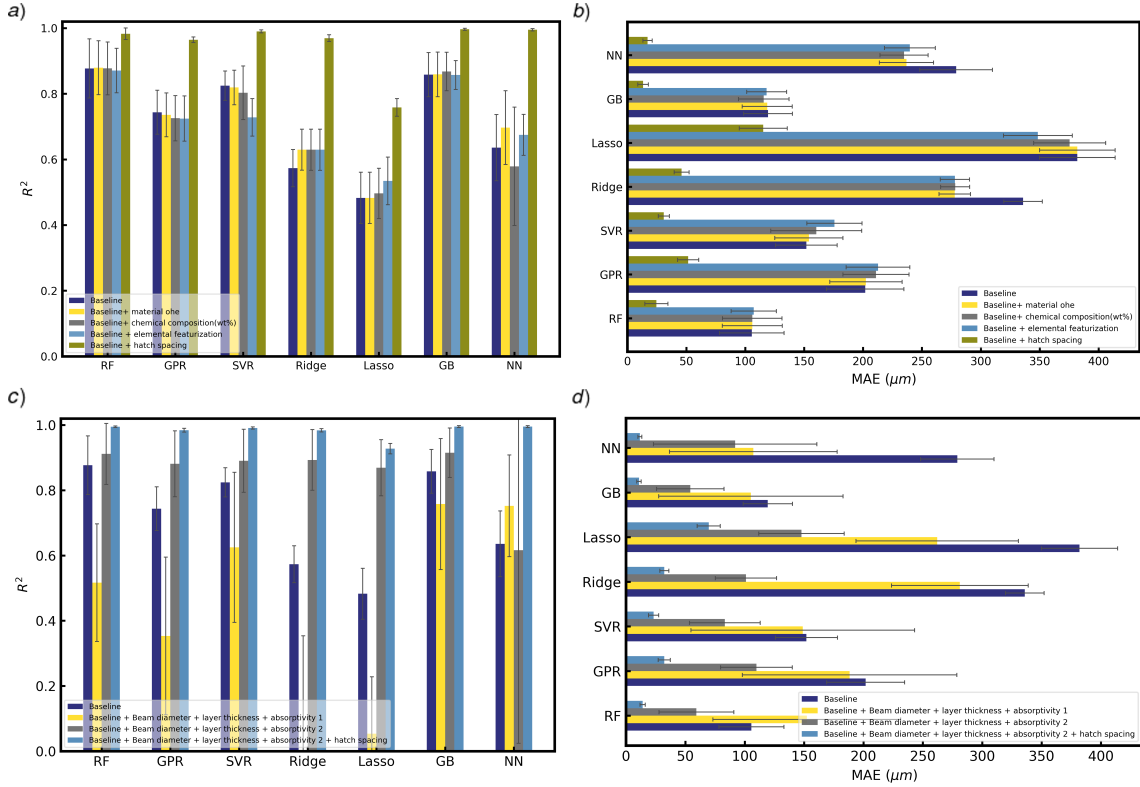 a)
1.0
0.8
0.6
0.4
0.2
0.0
R²
Baseline
Baseline+ material ohe
Baseline+ chemical composition(wt%)
Baseline + elemental featurization
Baseline + hatch spacing
RF GPR SVR Ridge Lasso GB NN
b)
NN
GB
Lasso
Ridge
SVR
GPR
RF
Baseline
Baseline+ material ohe
Baseline+ chemical composition(wt%)
Baseline + elemental featurization
Baseline + hatch spacing
0 50 100 150 200 250 300 350 400
MAE (μm)
c)
1.0
0.8
0.6
0.4
0.2
0.0
R²
Baseline
Baseline + Beam diameter + layer thickness + absorptivity 1
Baseline + Beam diameter + layer thickness + absorptivity 2
Baseline + Beam diameter + layer thickness + absorptivity 2 + hatch spacing
RF GPR SVR Ridge Lasso GB NN
d)
NN
GB
Lasso
Ridge
SVR
GPR
RF
Baseline
Baseline + Beam diameter + layer thickness + absorptivity 1
Baseline + Beam diameter + layer thickness + absorptivity 2
Baseline + Beam diameter + layer thickness + absorptivity 2 + hatch spacing
0 50 100 150 200 250 300 350 400
MAE (μm)